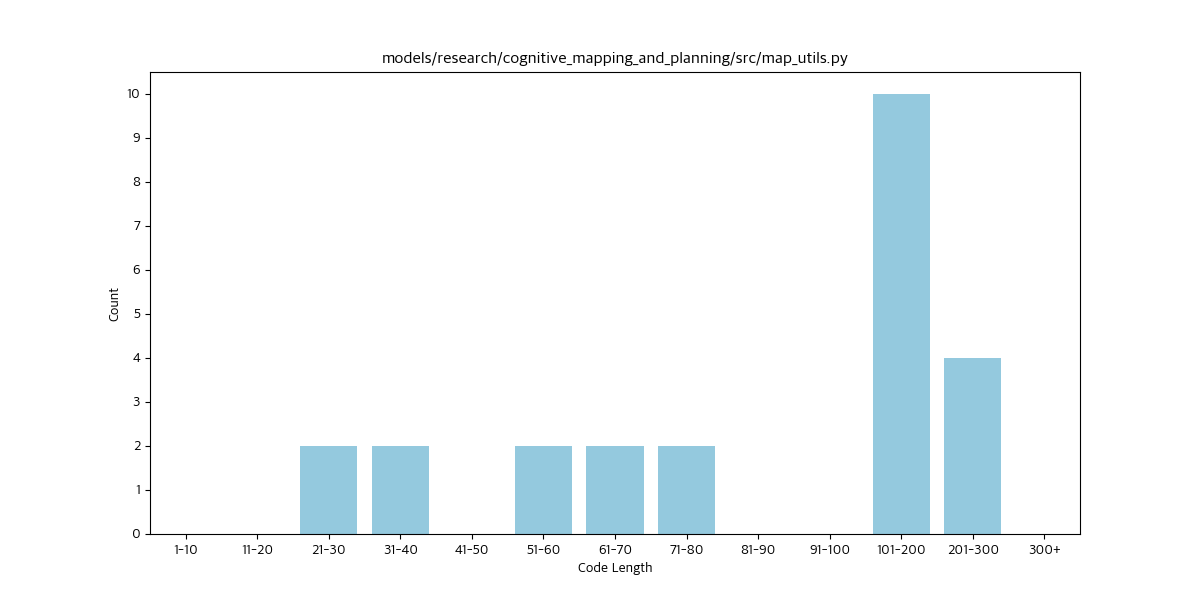 models/research/cognitive_mapping_and_planning/src/map_utils.py
10
9
8
7
6
5
4
3
2
1
0
Count
1-10 11-20 21-30 31-40 41-50 51-60 61-70 71-80 81-90 91-100 101-200 201-300 300+
Code Length